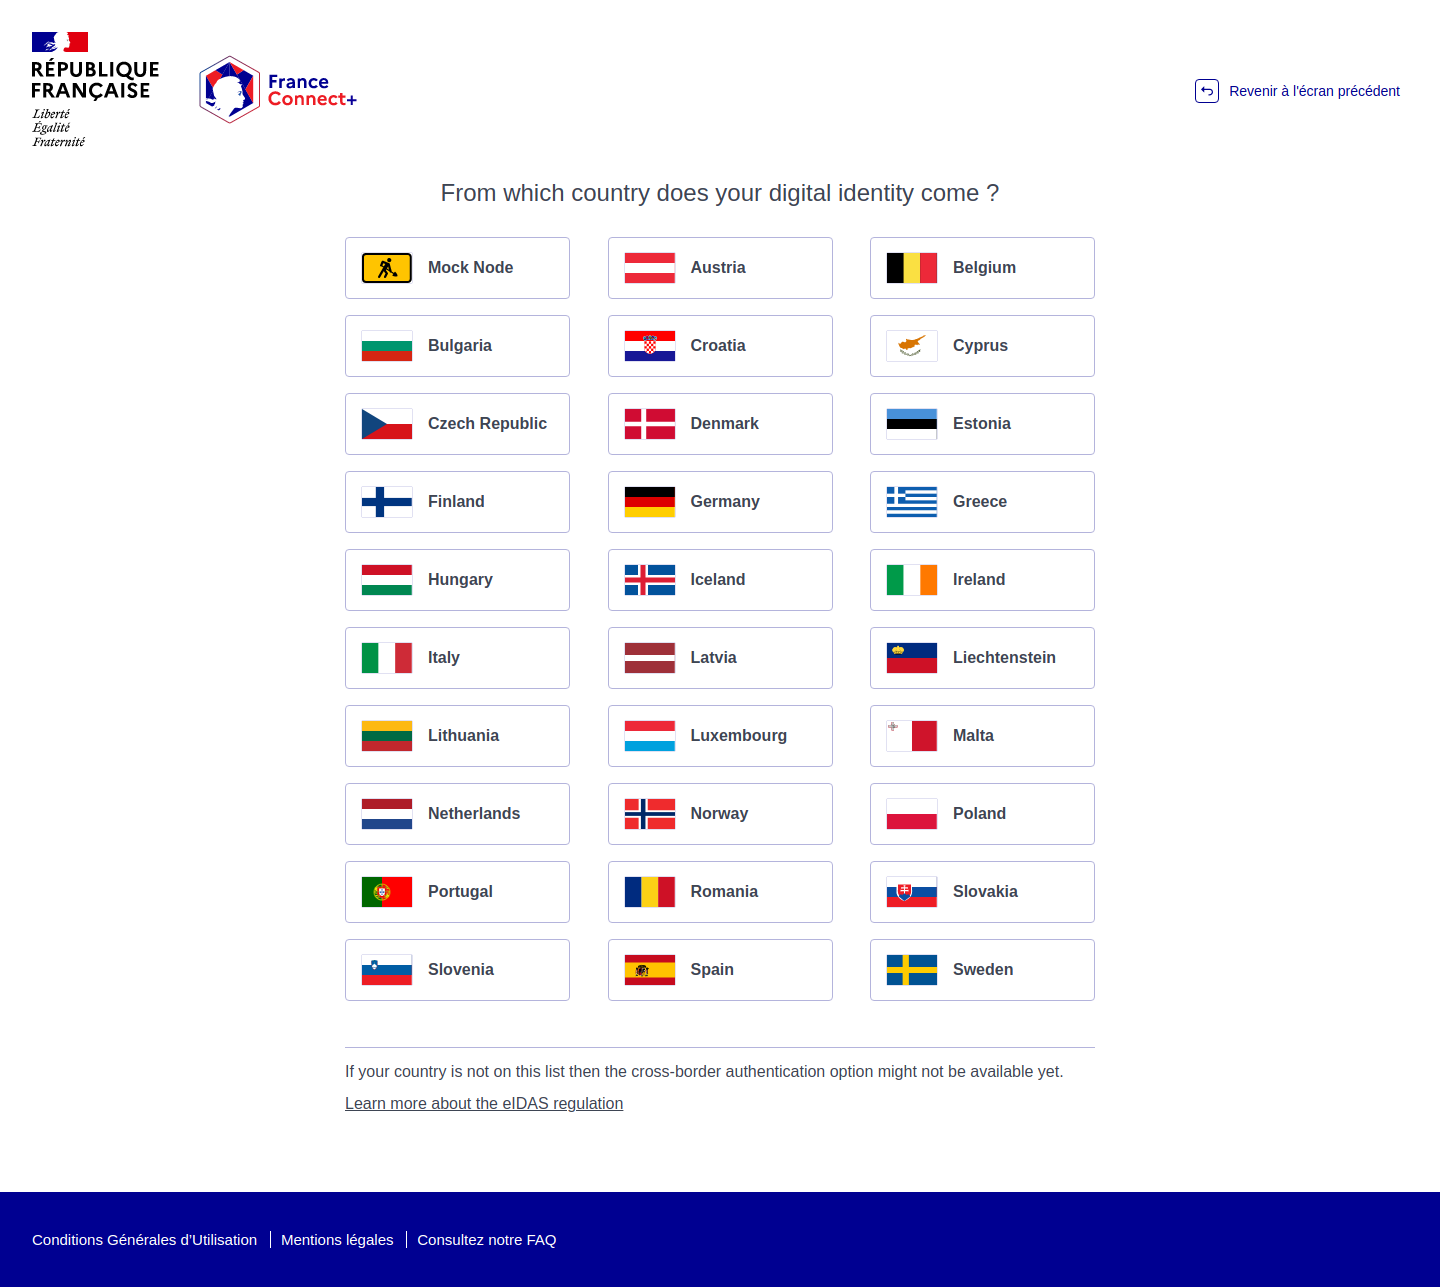 RÉPUBLIQUE
FRANÇAISE
Liberté
Égalité
Fraternité
France
Connect+
Revenir à l'écran précédent
From which country does your digital identity come ?
Mock Node
Austria
Belgium
Bulgaria
Croatia
Cyprus
Czech Republic
Denmark
Estonia
Finland
Germany
Greece
Hungary
Iceland
Ireland
Italy
Latvia
Liechtenstein
Lithuania
Luxembourg
Malta
Netherlands
Norway
Poland
Portugal
Romania
Slovakia
Slovenia
Spain
Sweden
If your country is not on this list then the cross-border authentication option might not be available yet.
Learn more about the eIDAS regulation
Conditions Générales d'Utilisation Mentions légales Consultez notre FAQ